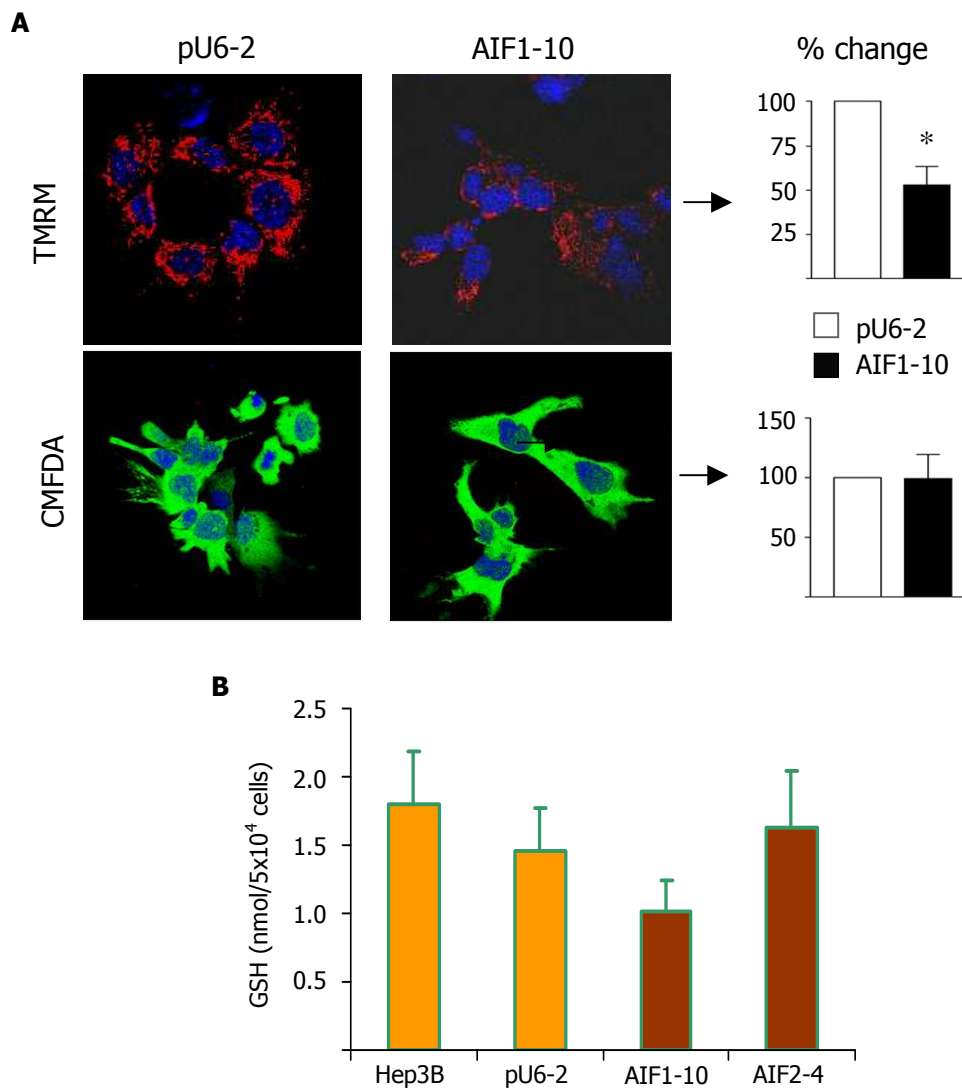 A
pU6-2
AIF1-10
% change
TMRM
100
75
50
25
*
pU6-2
AIF1-10
CMFDA
150
100
50
B
GSH (nmol/5x10⁴ cells)
2.5
2.0
1.5
1.0
0.5
Hep3B
pU6-2
AIF1-10
AIF2-4